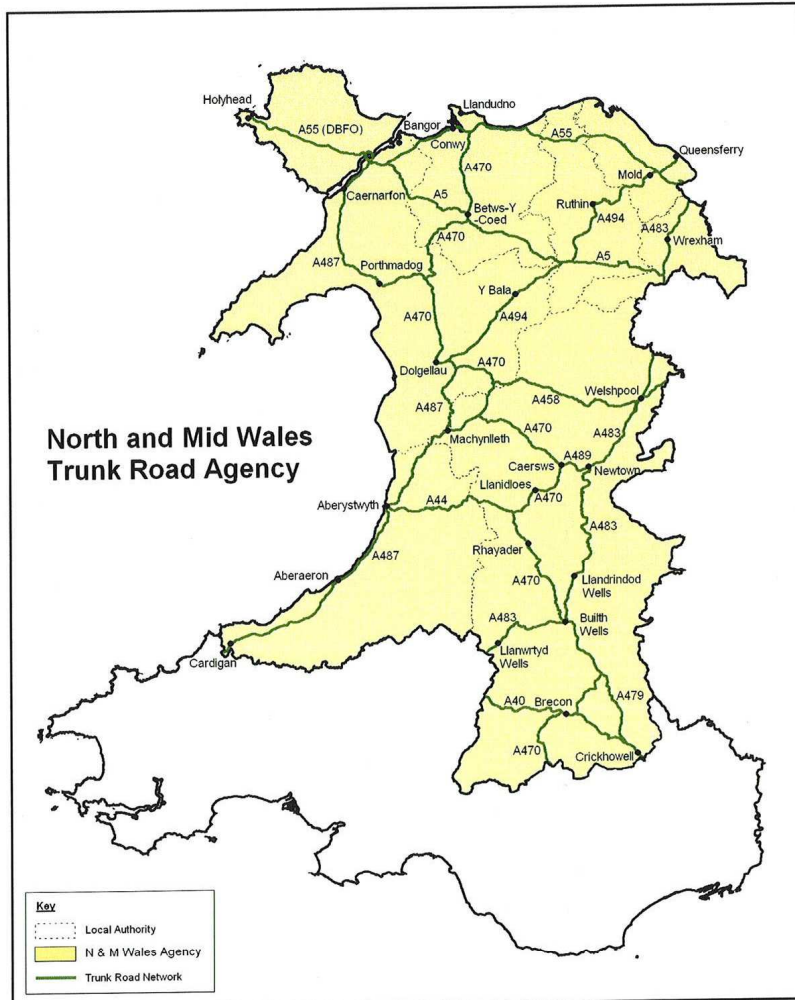 Holyhead
A55 (DBFO)
Bangor
Llandudno
Conwy
A55
Queensferry
A470
Mold
Caernarfon
A5
Betws-Y
-Coed
Ruthin
A494
A483
Wrexham
A470
A5
A487
Porthmadog
Y Bala
A470
A494
Dolgellau
A470
A458
Welshpool
A487
A470
A483
Machynlleth
North and Mid Wales
Trunk Road Agency
Caersws
A489
Newtown
Llanidloes
A470
Aberystwyth
A44
A483
A487
Rhayader
Aberaeron
A470
Llandrindod
Wells
A483
Builth
Wells
Cardigan
Llanwrtyd
Wells
A40
Brecon
A479
A470
Crickhowell
Key
Local Authority
N & M Wales Agency
Trunk Road Network